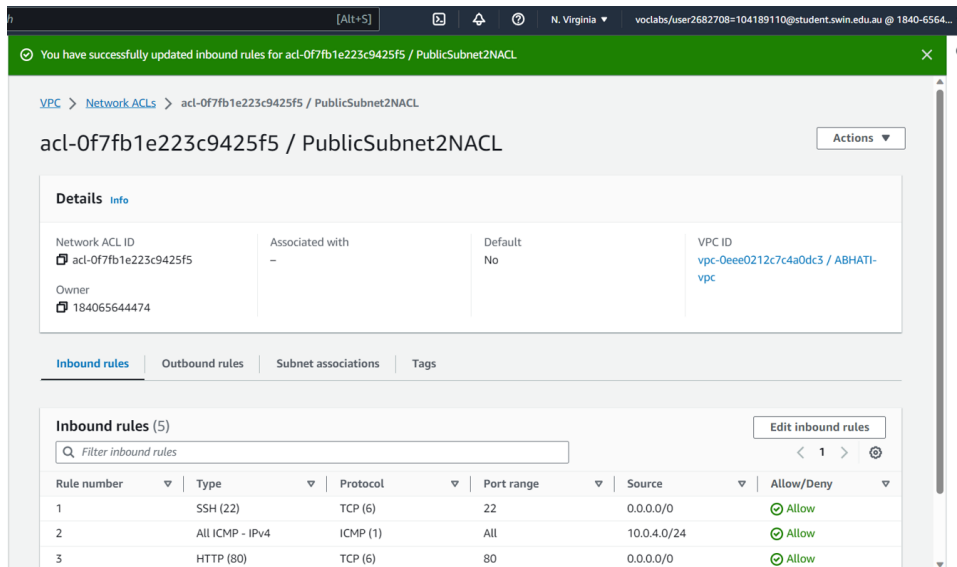 h [Alt+S] N. Virginia ▼ voclabs/user2682708=104189110@student.swin.edu.au @ 1840-6564...
You have successfully updated inbound rules for acl-0f7fb1e223c9425f5 / PublicSubnet2NACL
VPC > Network ACLs > acl-0f7fb1e223c9425f5 / PublicSubnet2NACL
acl-0f7fb1e223c9425f5 / PublicSubnet2NACL Actions ▼
Details Info
Network ACL ID Associated with Default VPC ID
acl-0f7fb1e223c9425f5 – No vpc-0eee0212c7c4a0dc3 / ABHATI-
vpc
Owner
184065644474
Inbound rules Outbound rules Subnet associations Tags
Inbound rules (5) Edit inbound rules
Filter inbound rules < 1 >
Rule number Type Protocol Port range Source Allow/Deny
1 SSH (22) TCP (6) 22 0.0.0.0/0 Allow
2 All ICMP - IPv4 ICMP (1) All 10.0.4.0/24 Allow
3 HTTP (80) TCP (6) 80 0.0.0.0/0 Allow